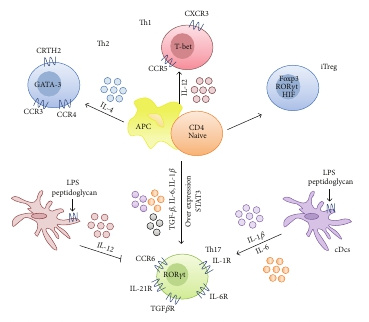 CXCR3
Th1
Th2
CRTH2
T-bet
iTreg
CCR5
GATA-3
IL-12
Foxp3
RORγt
HIF
IL-4
CCR3
CCR4
APC
CD4
Naive
LPS
peptidoglycan
TGF-β, IL-6, IL-1β
Over expression
STAT3
LPS
peptidoglycan
IL-12
IL-1β
IL-6
cDcs
CCR6
Th17
IL-1R
RORγt
IL-21R
IL-6R
TGFβR